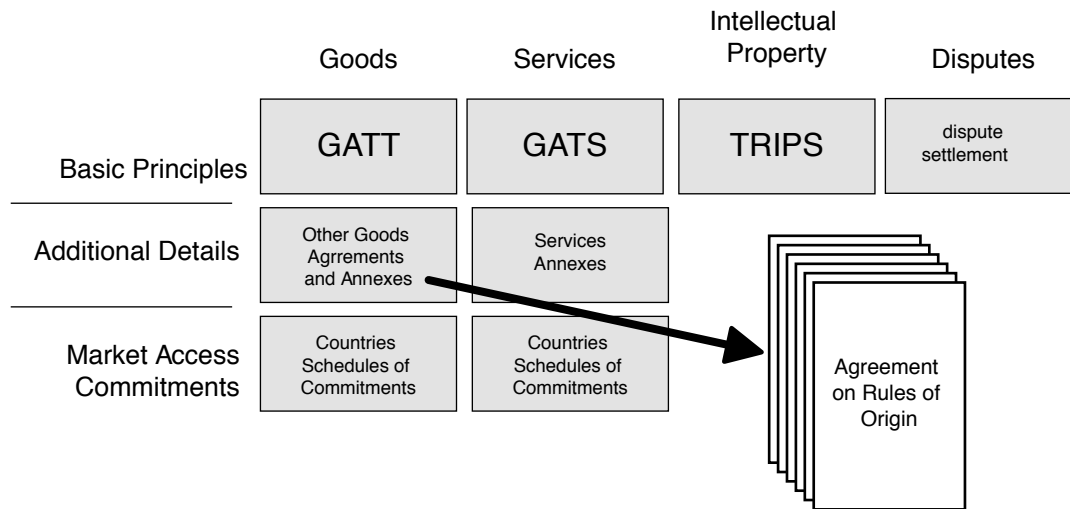 Goods
Services
Intellectual
Property
Disputes
Basic Principles
GATT
GATS
TRIPS
dispute
settlement
Additional Details
Other Goods
Agrrements
and Annexes
Services
Annexes
Market Access
Commitments
Countries
Schedules of
Commitments
Countries
Schedules of
Commitments
Agreement
on Rules of
Origin